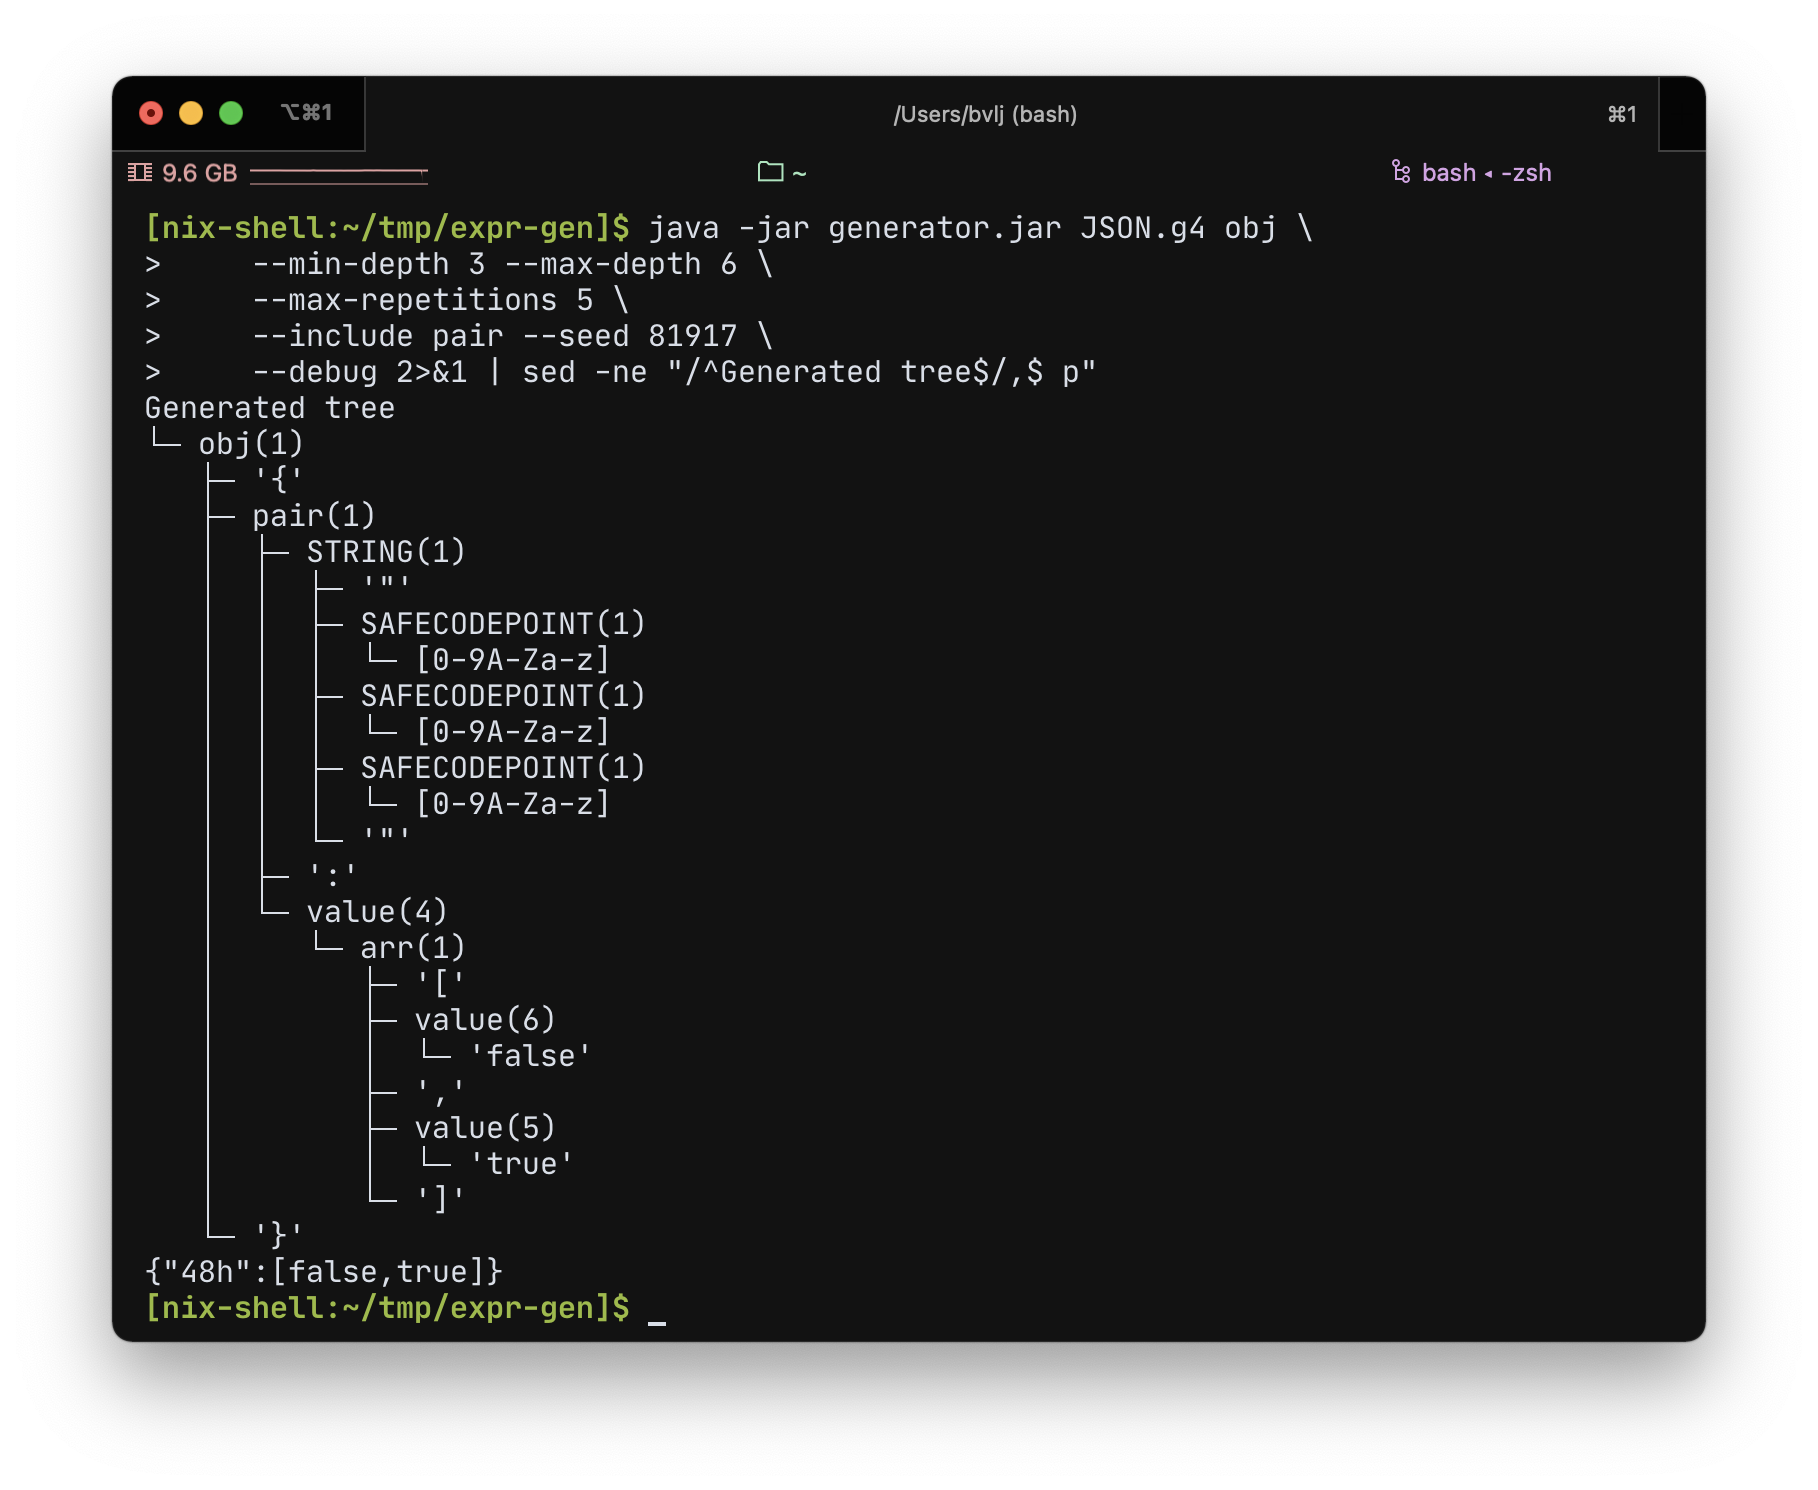 ⌥⌘1 /Users/bvlj (bash) ⌘1
9.6 GB ~ bash ◂ -zsh
[nix-shell:~/tmp/expr-gen]$ java -jar generator.jar JSON.g4 obj \
>     --min-depth 3 --max-depth 6 \
>     --max-repetitions 5 \
>     --include pair --seed 81917 \
>     --debug 2>&1 | sed -ne "/^Generated tree$/,$ p"
Generated tree
└─ obj(1)
   ├─ '{'
   ├─ pair(1)
   │  ├─ STRING(1)
   │  │  ├─ '"'
   │  │  ├─ SAFECODEPOINT(1)
   │  │  │  └─ [0-9A-Za-z]
   │  │  ├─ SAFECODEPOINT(1)
   │  │  │  └─ [0-9A-Za-z]
   │  │  ├─ SAFECODEPOINT(1)
   │  │  │  └─ [0-9A-Za-z]
   │  │  └─ '"'
   │  ├─ ':'
   │  └─ value(4)
   │     └─ arr(1)
   │        ├─ '['
   │        ├─ value(6)
   │        │  └─ 'false'
   │        ├─ ','
   │        ├─ value(5)
   │        │  └─ 'true'
   │        └─ ']'
   └─ '}'
{"48h":[false,true]}
[nix-shell:~/tmp/expr-gen]$ _